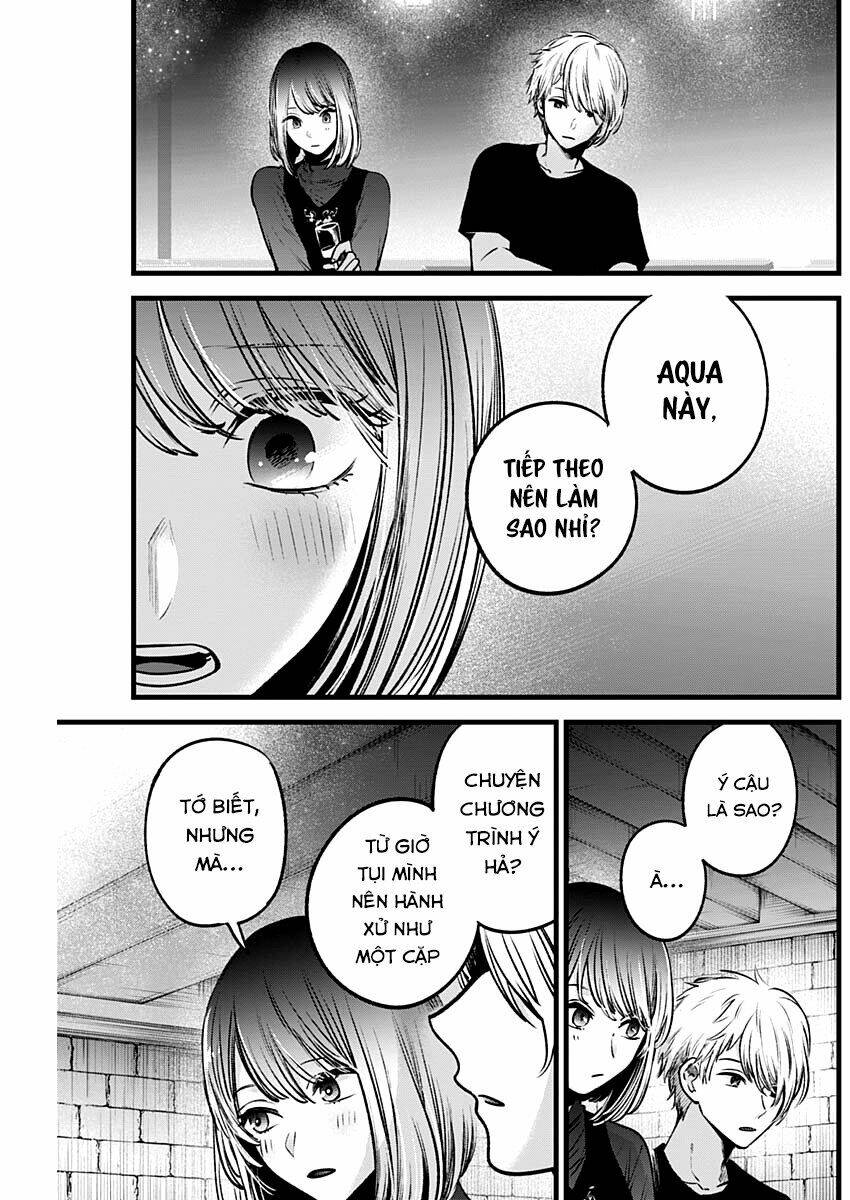 AQUA
NÀY,
TIẾP THEO
NÊN LÀM
SAO NHỈ?
Ý CẬU
LÀ SAO?
À...
CHUYỆN
CHƯƠNG
TRÌNH Ý
HẢ?
TỪ GIỜ
TỤI MÌNH
NÊN HÀNH
XỬ NHƯ
MỘT CẶP
TỚ BIẾT,
NHƯNG
MÀ...